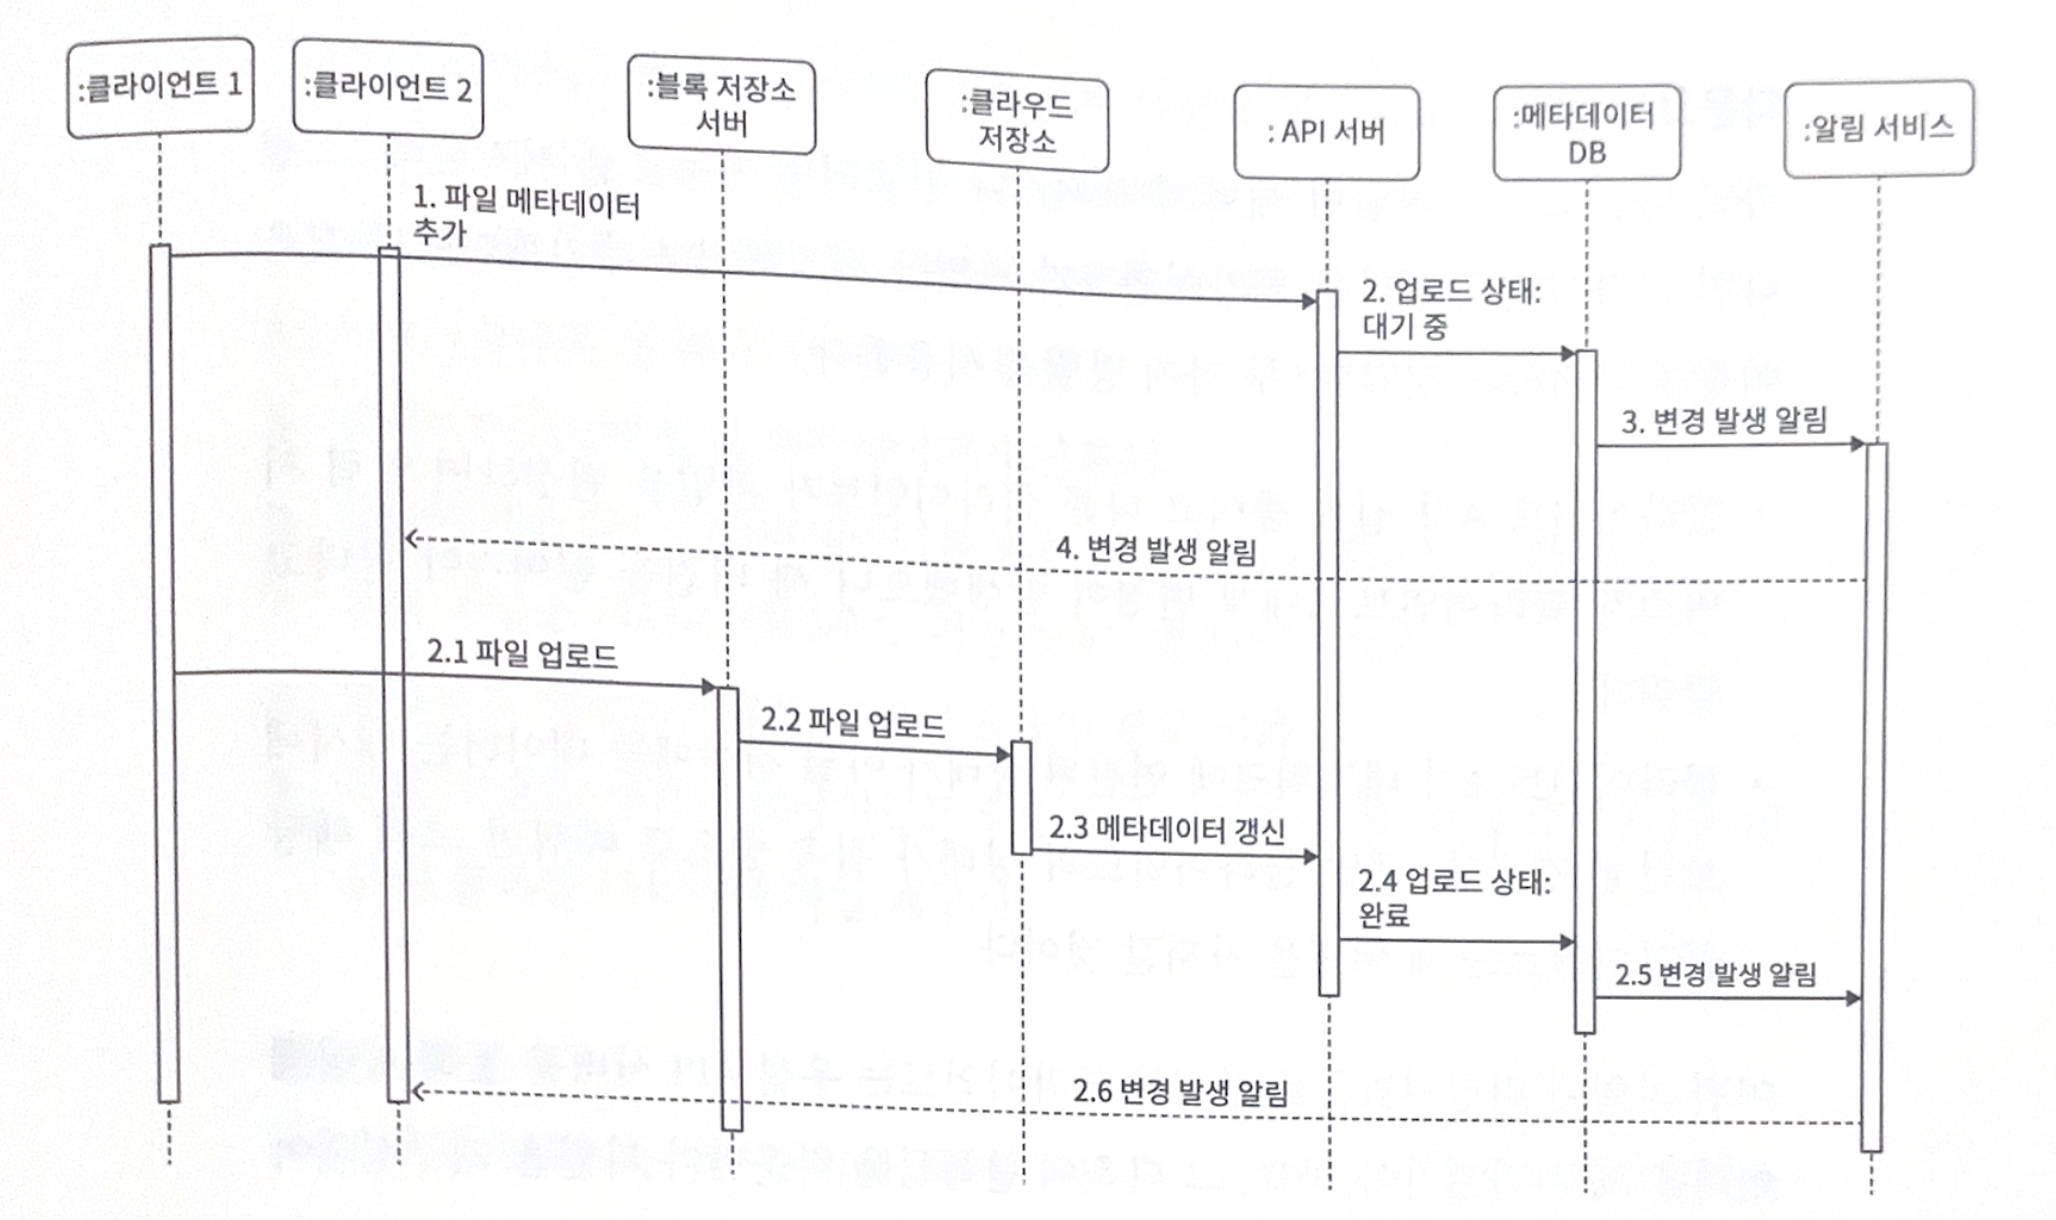 :클라이언트 1
:클라이언트 2
:블록 저장소
서버
:클라우드
저장소
: API 서버
:메타데이터
DB
:알림 서비스
1. 파일 메타데이터
추가
2. 업로드 상태:
대기 중
3. 변경 발생 알림
4. 변경 발생 알림
2.1 파일 업로드
2.2 파일 업로드
2.3 메타데이터 갱신
2.4 업로드 상태:
완료
2.5 변경 발생 알림
2.6 변경 발생 알림